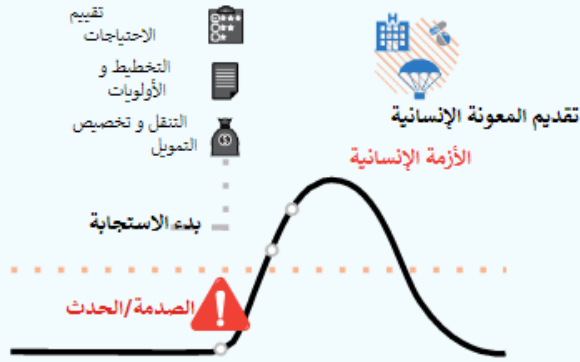 تقييم
الاحتياجات
التخطيط و
الأولويات
التنقل و تخصيص
التمويل
تقديم المعونة الإنسانية
الأزمة الإنسانية
بدء الاستجابة
الصدمة/الحدث